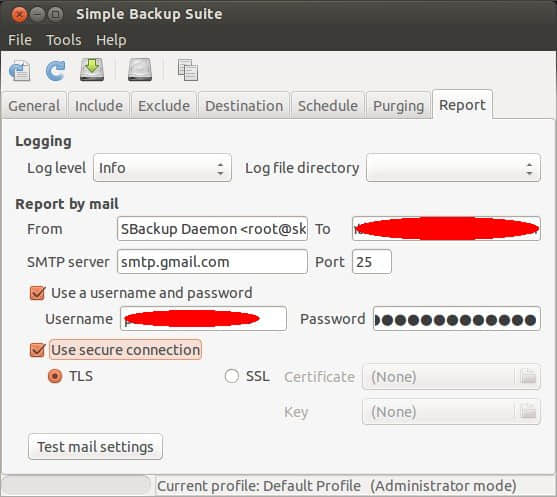 Simple Backup Suite
File Tools Help
General Include Exclude Destination Schedule Purging Report
Logging
Log level Info Log file directory
Report by mail
From SBackup Daemon <root@sk To
SMTP server smtp.gmail.com Port 25
Use a username and password
Username Password ●●●●●●●●●●●●●
Use secure connection
TLS SSL Certificate (None)
Key (None)
Test mail settings
Current profile: Default Profile (Administrator mode)